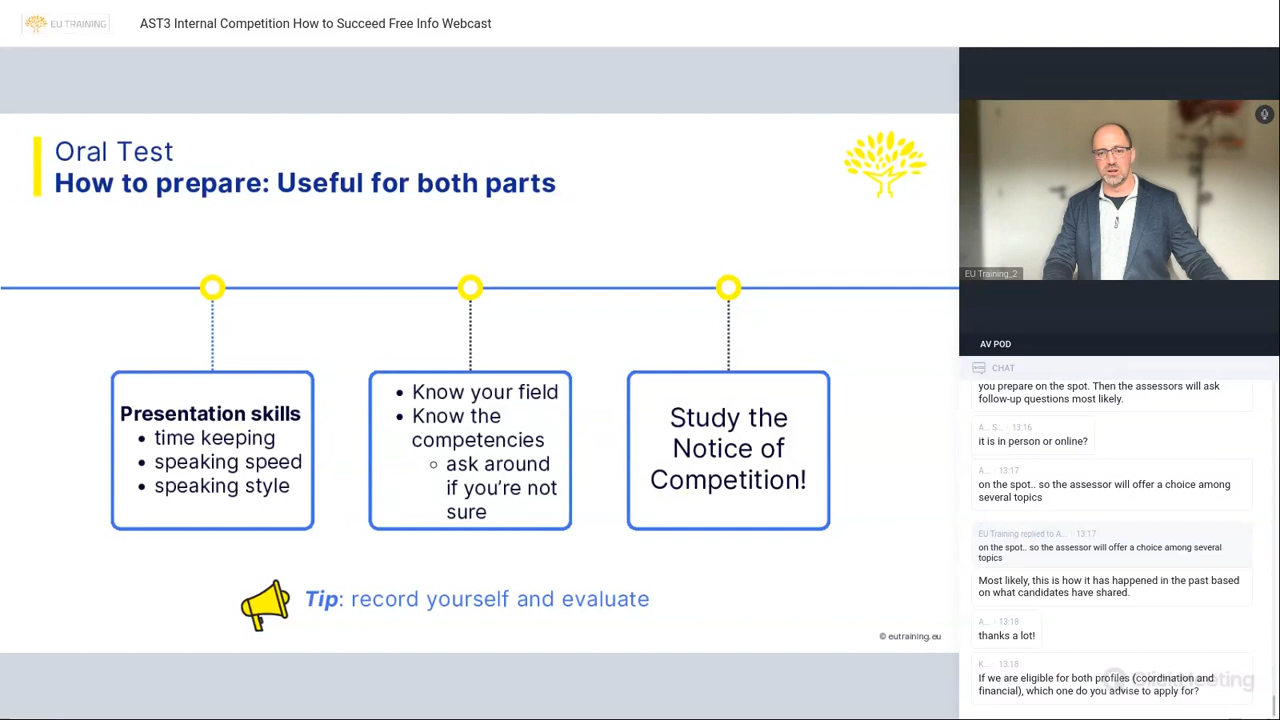 EU TRAINING
AST3 Internal Competition How to Succeed Free Info Webcast
Oral Test
How to prepare: Useful for both parts
Presentation skills
• time keeping
• speaking speed
• speaking style
• Know your field
• Know the
competencies
○ ask around
if you're not
sure
Study the
Notice of
Competition!
Tip: record yourself and evaluate
© eutraining.eu
EU Training_2
AV POD
CHAT
you prepare on the spot. Then the assessors will ask
follow-up questions most likely.
A... S... 13:16
it is in person or online?
A... 13:17
on the spot.. so the assessor will offer a choice among
several topics
EU Training replied to A... 13:17
on the spot.. so the assessor will offer a choice among several
topics
Most likely, this is how it has happened in the past based
on what candidates have shared.
A... 13:18
thanks a lot!
K... 13:18
If we are eligible for both profiles (coordination and
financial), which one do you advise to apply for?
ClickMeeting